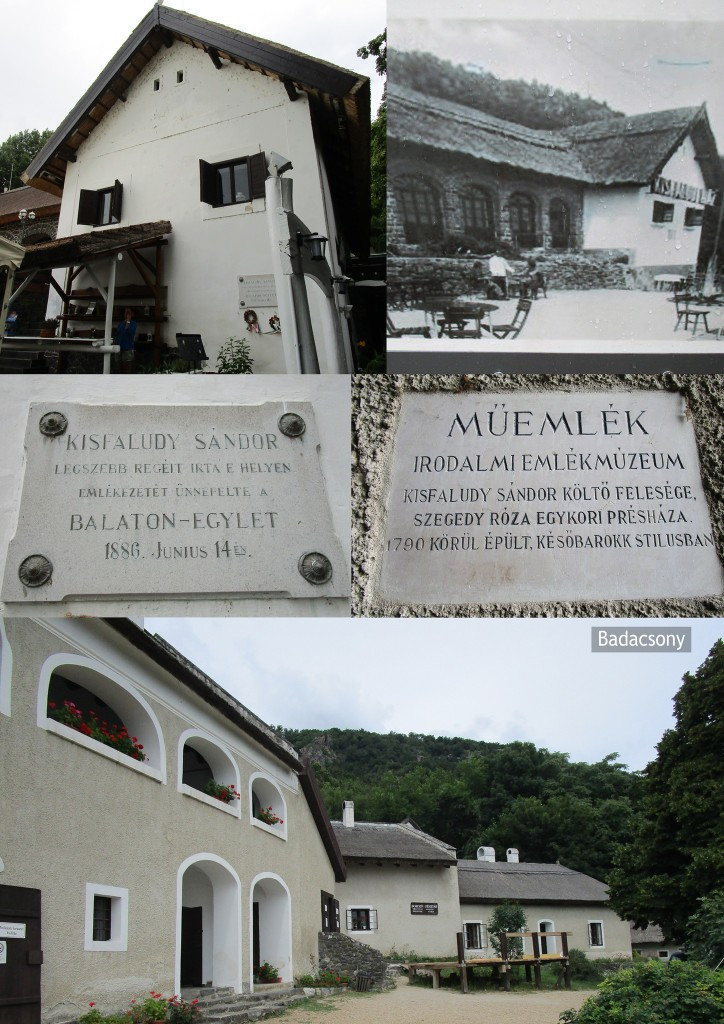 KISFALUDY
KISFALUDY SÁNDOR
LEGSZEBB REGÉIT IRTA E HELYEN.
EMLÉKEZETÉT ÜNNEPELTE A
BALATON-EGYLET
1886. JUNIUS 14ÉN.
MŰEMLÉK
IRODALMI EMLÉKMÚZEUM
KISFALUDY SÁNDOR KÖLTŐ FELESÉGE,
SZEGEDY RÓZA EGYKORI PRÉSHÁZA.
1790 KÖRÜL ÉPÜLT, KÉSŐBAROKK STILUSBAN
Badacsony